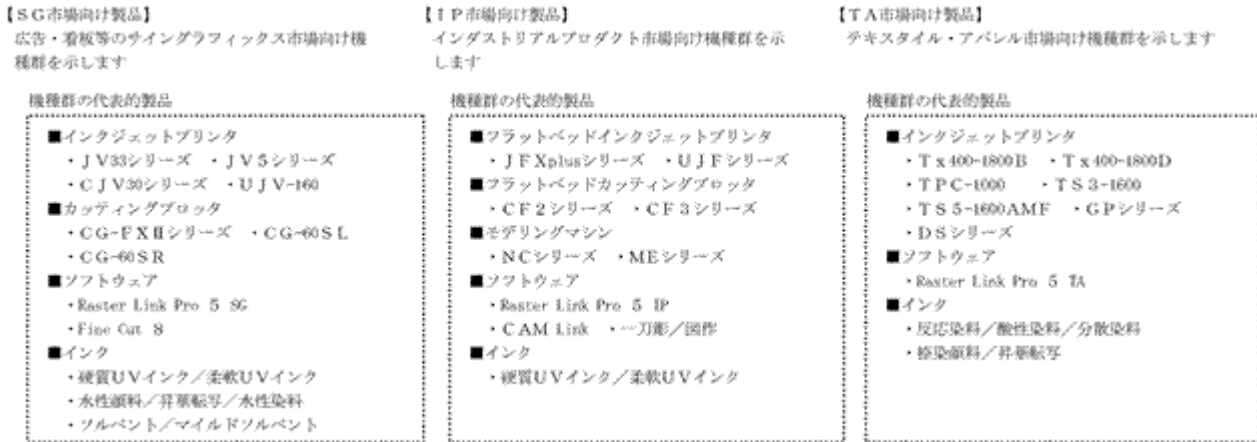 【ＳＧ市場向け製品】
広告・看板等のサイングラフィックス市場向け機
種群を示します
機種群の代表的製品
■インクジェットプリンタ
・ＪＶ33シリーズ ・ＪＶ５シリーズ
・ＣＪＶ30シリーズ ・ＵＪＶ-160
■カッティングプロッタ
・ＣＧ-ＦＸⅡシリーズ ・ＣＧ-60ＳＬ
・ＣＧ-60ＳＲ
■ソフトウェア
・Raster Link Pro 5 SG
・Fine Cut 8
■インク
・硬質ＵＶインク／柔軟ＵＶインク
・水性顔料／昇華転写／水性染料
・ソルベント／マイルドソルベント
【ＩＰ市場向け製品】
インダストリアルプロダクト市場向け機種群を示
します
機種群の代表的製品
■フラットベッドインクジェットプリンタ
・ＪＦＸplusシリーズ ・ＵＪＦシリーズ
■フラットベッドカッティングプロッタ
・ＣＦ２シリーズ ・ＣＦ３シリーズ
■モデリングマシン
・ＮＣシリーズ ・ＭＥシリーズ
■ソフトウェア
・Raster Link Pro 5 IP
・ＣＡＭ Link ・一刀彫／図作
■インク
・硬質ＵＶインク／柔軟ＵＶインク
【ＴＡ市場向け製品】
テキスタイル・アパレル市場向け機種群を示します
機種群の代表的製品
■インクジェットプリンタ
・Ｔｘ400-1800Ｂ ・Ｔｘ400-1800Ｄ
・ＴＰＣ-1000 ・ＴＳ３-1600
・ＴＳ５-1600ＡＭＦ ・ＧＰシリーズ
・ＤＳシリーズ
■ソフトウェア
・Raster Link Pro 5 TA
■インク
・反応染料／酸性染料／分散染料
・捺染顔料／昇華転写